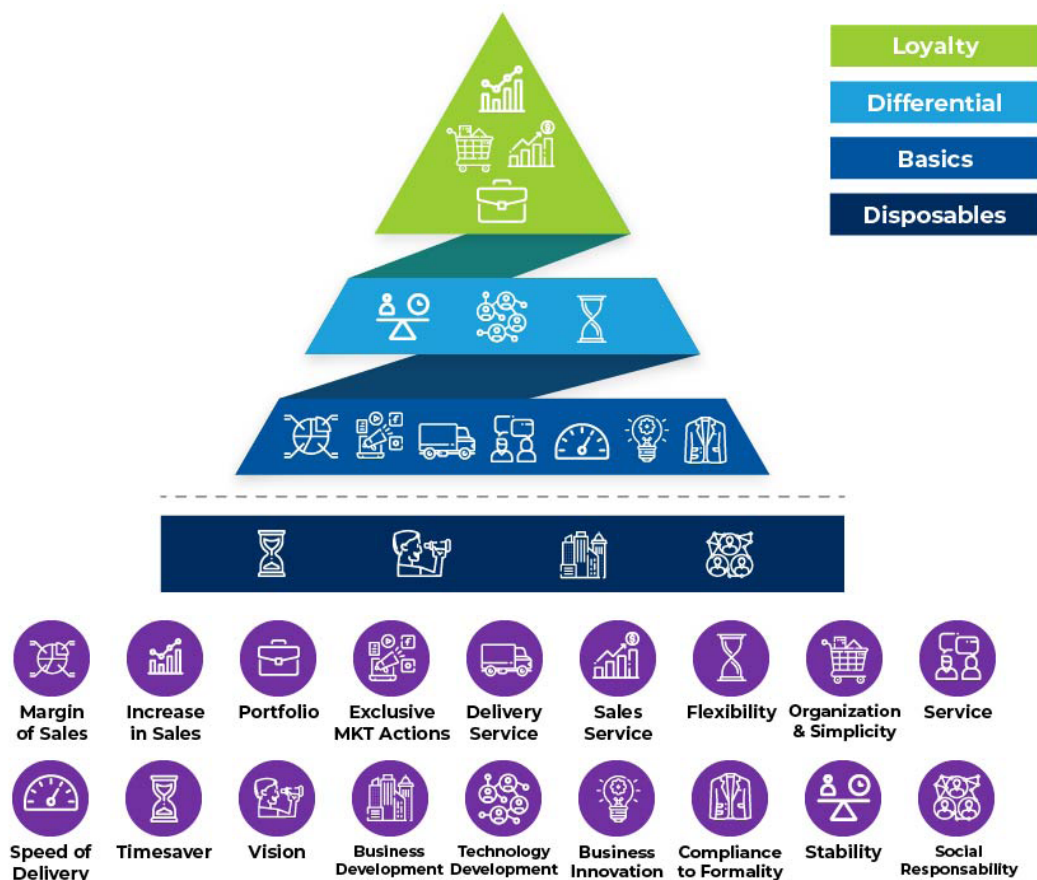 Loyalty
Differential
Basics
Disposables
Margin
of Sales
Increase
in Sales
Portfolio
Exclusive
MKT Actions
Delivery
Service
Sales
Service
Flexibility
Organization
& Simplicity
Service
Speed of
Delivery
Timesaver
Vision
Business
Development
Technology
Development
Business
Innovation
Compliance
to Formality
Stability
Social
Responsability